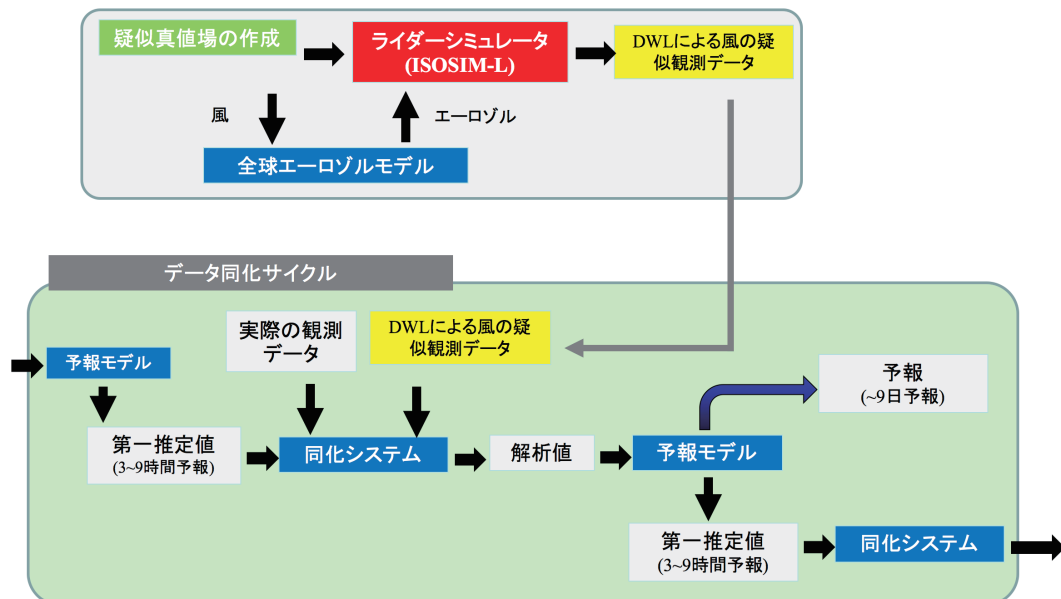 疑似真値場の作成
ライダーシミュレータ
(ISOSIM-L)
DWLによる風の疑
似観測データ
風
エーロゾル
全球エーロゾルモデル
データ同化サイクル
実際の観測
データ
DWLによる風の疑
似観測データ
予報モデル
予報
(~9日予報)
第一推定値
(3~9時間予報)
同化システム
解析値
予報モデル
第一推定値
(3~9時間予報)
同化システム